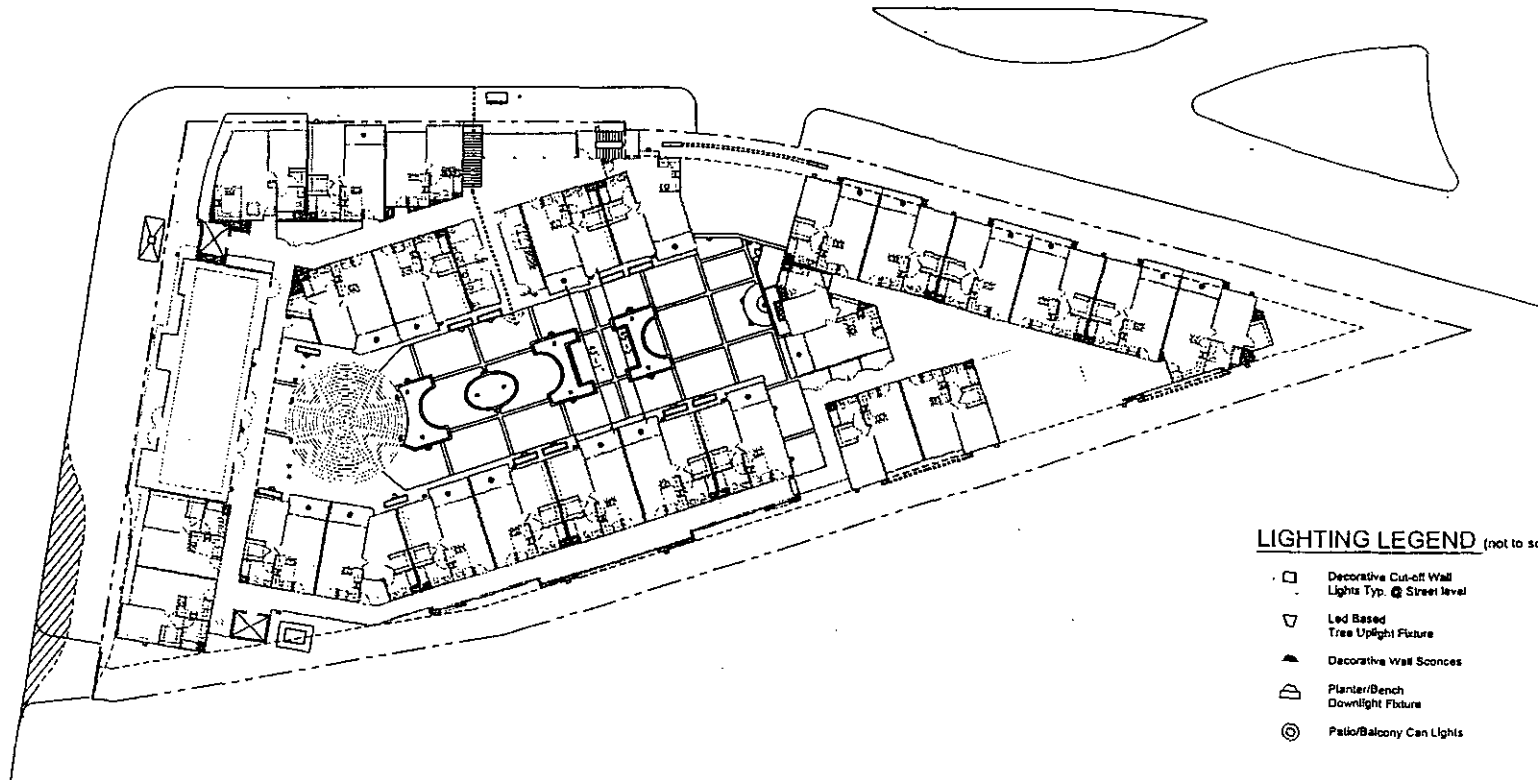 LIGHTING LEGEND (not to sc
Decorative Cut-off Wall
Lights Typ. @ Street level
Led Based
Tree Uplight Fixture
Decorative Wall Sconces
Planter/Bench
Downlight Fixture
Patio/Balcony Can Lights